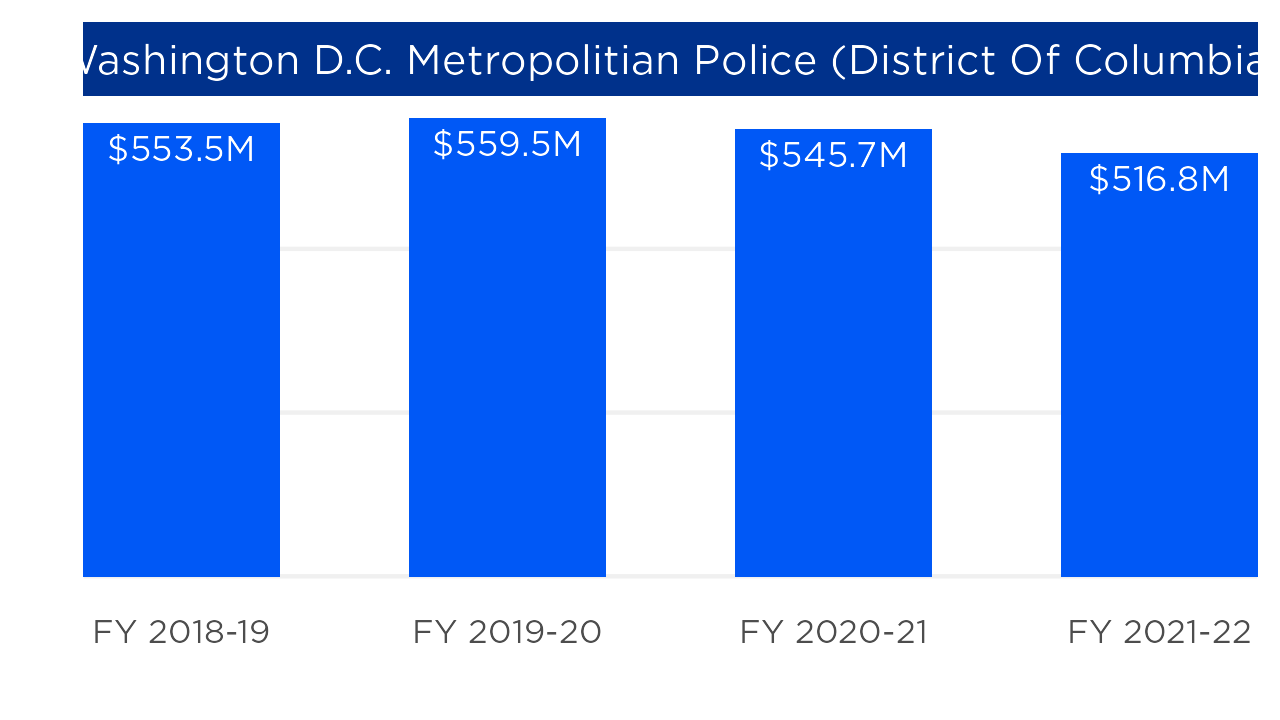 Washington D.C. Metropolitian Police (District Of Columbia
$553.5M
$559.5M
$545.7M
$516.8M
FY 2018-19
FY 2019-20
FY 2020-21
FY 2021-22